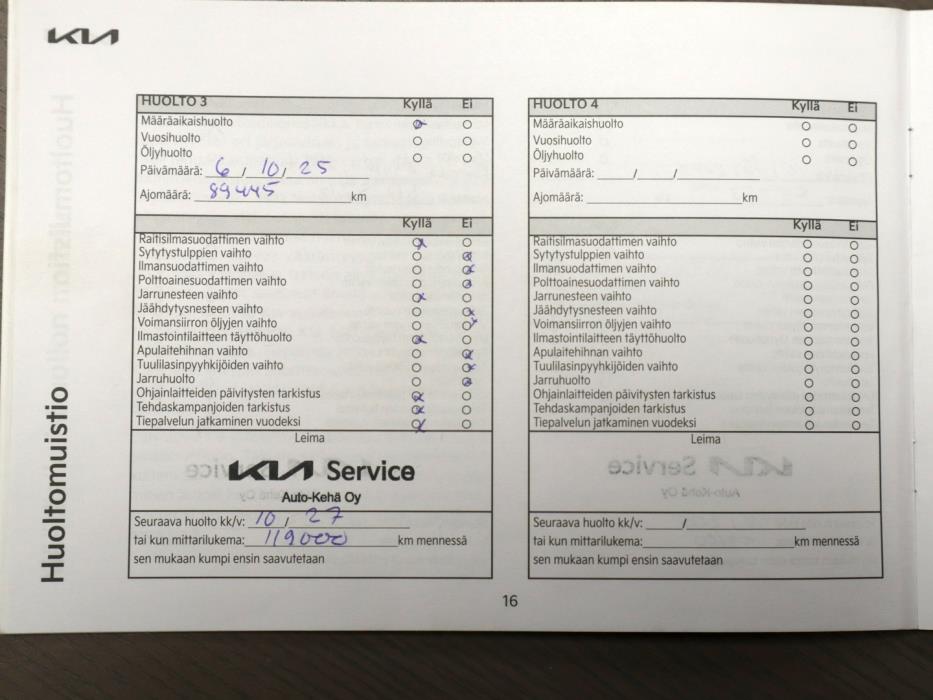 KIA
HUOLTO 3 Kyllä Ei
Määräaikaishuolto
Vuosihuolto
Öljyhuolto
Päivämäärä: 6 / 10 / 25
Ajomäärä: 89445 km
Kyllä Ei
Raitisilmasuodattimen vaihto
Sytytystulppien vaihto
Ilmansuodattimen vaihto
Polttoainesuodattimen vaihto
Jarrunesteen vaihto
Jäähdytysnesteen vaihto
Voimansiirron öljyjen vaihto
Ilmastointilaitteen täyttöhuolto
Apulaitehihnan vaihto
Tuulilasinpyyhkijöiden vaihto
Jarruhuolto
Ohjainlaitteiden päivitysten tarkistus
Tehdaskampanjoiden tarkistus
Tiepalvelun jatkaminen vuodeksi
Leima
KIA Service
Auto-Kehä Oy
Seuraava huolto kk/v: 10 / 27
tai kun mittarilukema: 119000 km mennessä
sen mukaan kumpi ensin saavutetaan
HUOLTO 4 Kyllä Ei
Määräaikaishuolto
Vuosihuolto
Öljyhuolto
Päivämäärä: / /
Ajomäärä: km
Kyllä Ei
Raitisilmasuodattimen vaihto
Sytytystulppien vaihto
Ilmansuodattimen vaihto
Polttoainesuodattimen vaihto
Jarrunesteen vaihto
Jäähdytysnesteen vaihto
Voimansiirron öljyjen vaihto
Ilmastointilaitteen täyttöhuolto
Apulaitehihnan vaihto
Tuulilasinpyyhkijöiden vaihto
Jarruhuolto
Ohjainlaitteiden päivitysten tarkistus
Tehdaskampanjoiden tarkistus
Tiepalvelun jatkaminen vuodeksi
Leima
Seuraava huolto kk/v: /
tai kun mittarilukema: km mennessä
sen mukaan kumpi ensin saavutetaan
Huoltomuistio
16